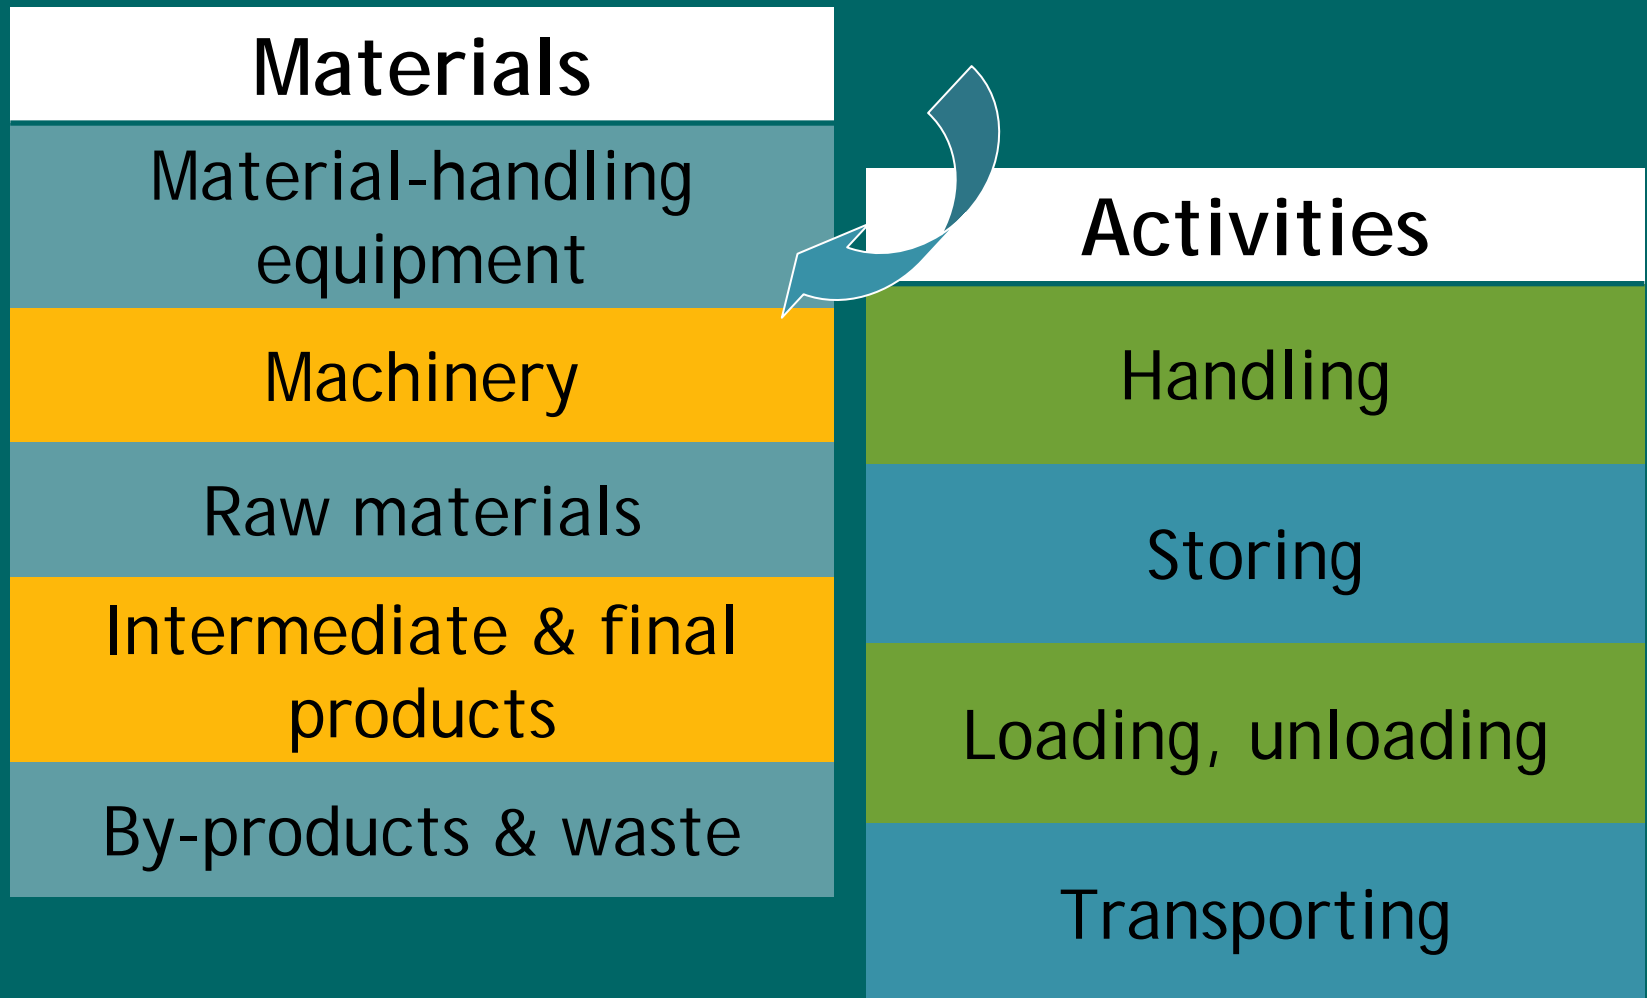 Materials
Material-handling
equipment
Machinery
Raw materials
Intermediate & final
products
By-products & waste
Activities
Handling
Storing
Loading, unloading
Transporting